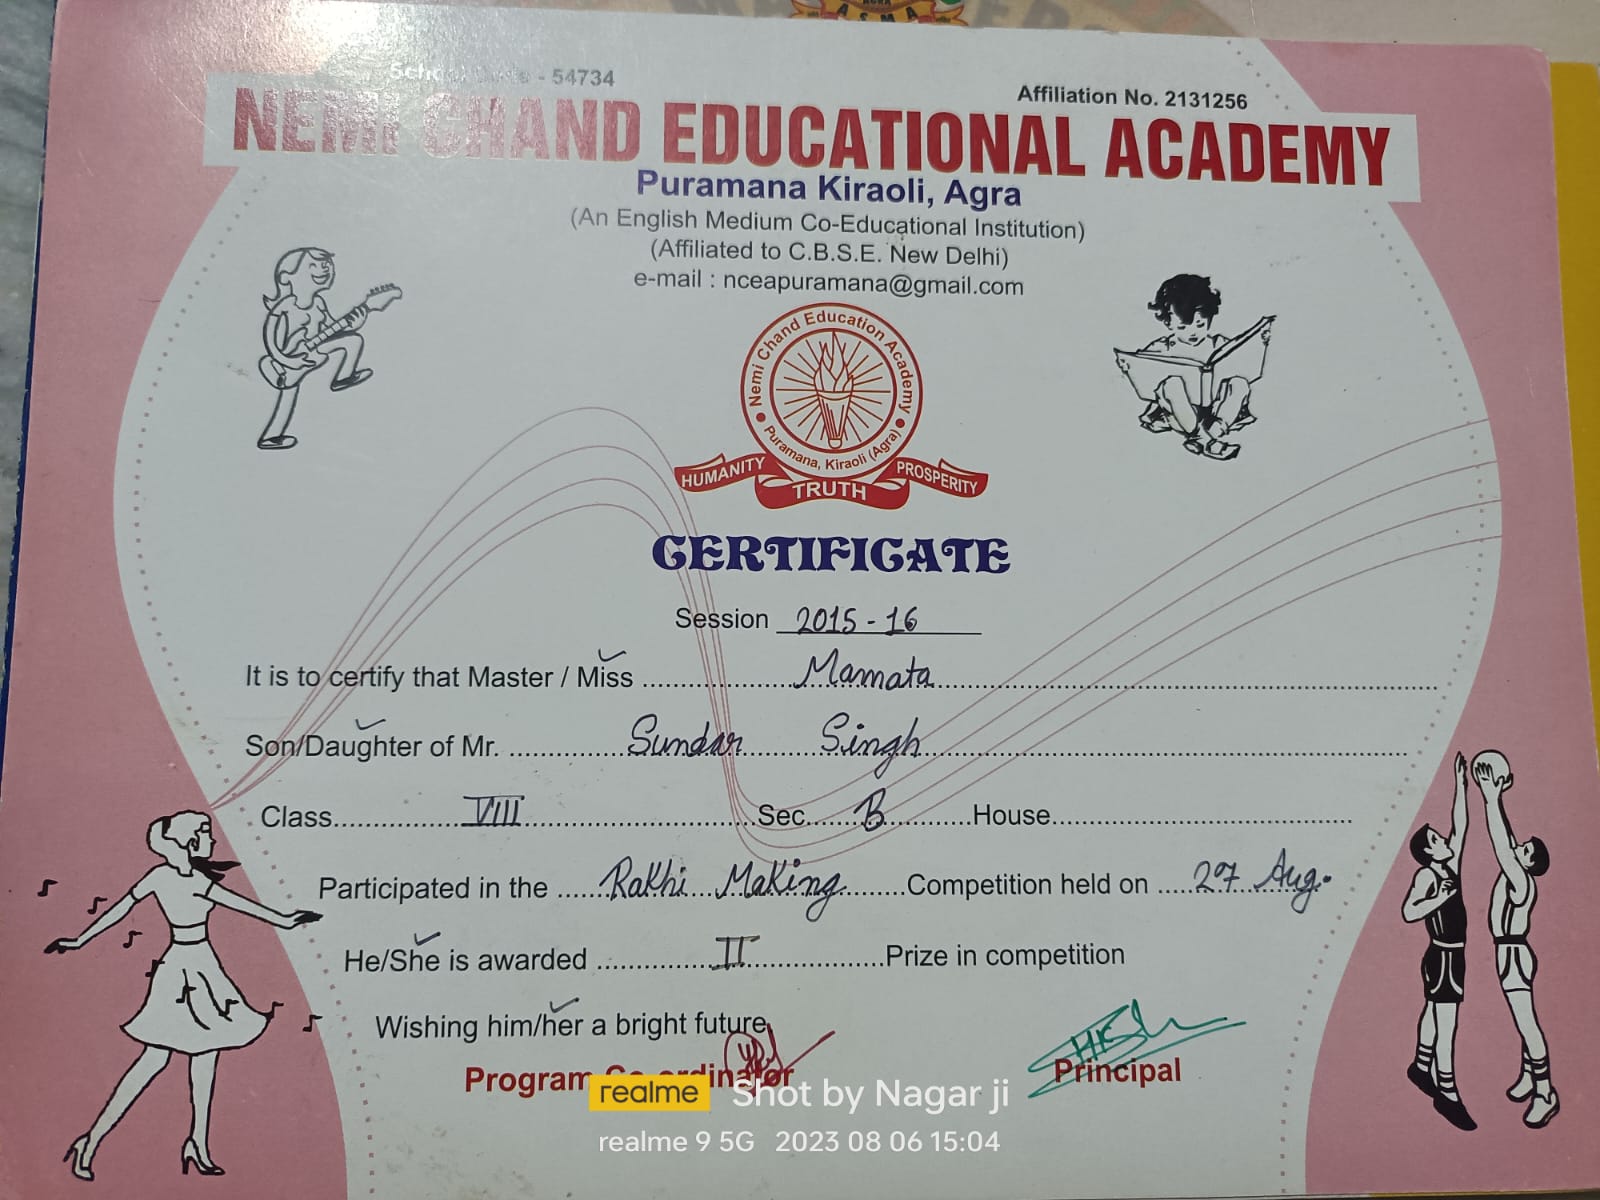 ASMA
School Code - 54734
Affiliation No. 2131256
NEMI CHAND EDUCATIONAL ACADEMY
Puramana Kiraoli, Agra
(An English Medium Co-Educational Institution)
(Affiliated to C.B.S.E. New Delhi)
e-mail : nceapuramana@gmail.com
Nemi Chand Education Academy
Puramana, Kiraoli (Agra)
HUMANITY TRUTH PROSPERITY
CERTIFICATE
Session 2015-16
It is to certify that Master / Miss Mamata
Son/Daughter of Mr. Sundar Singh
Class VIII Sec. B House
Participated in the Rakhi Making Competition held on 27 Aug.
He/She is awarded II Prize in competition
Wishing him/her a bright future.
Program Co-ordinator Principal
realme Shot by Nagar ji
realme 9 5G 2023 08 06 15:04